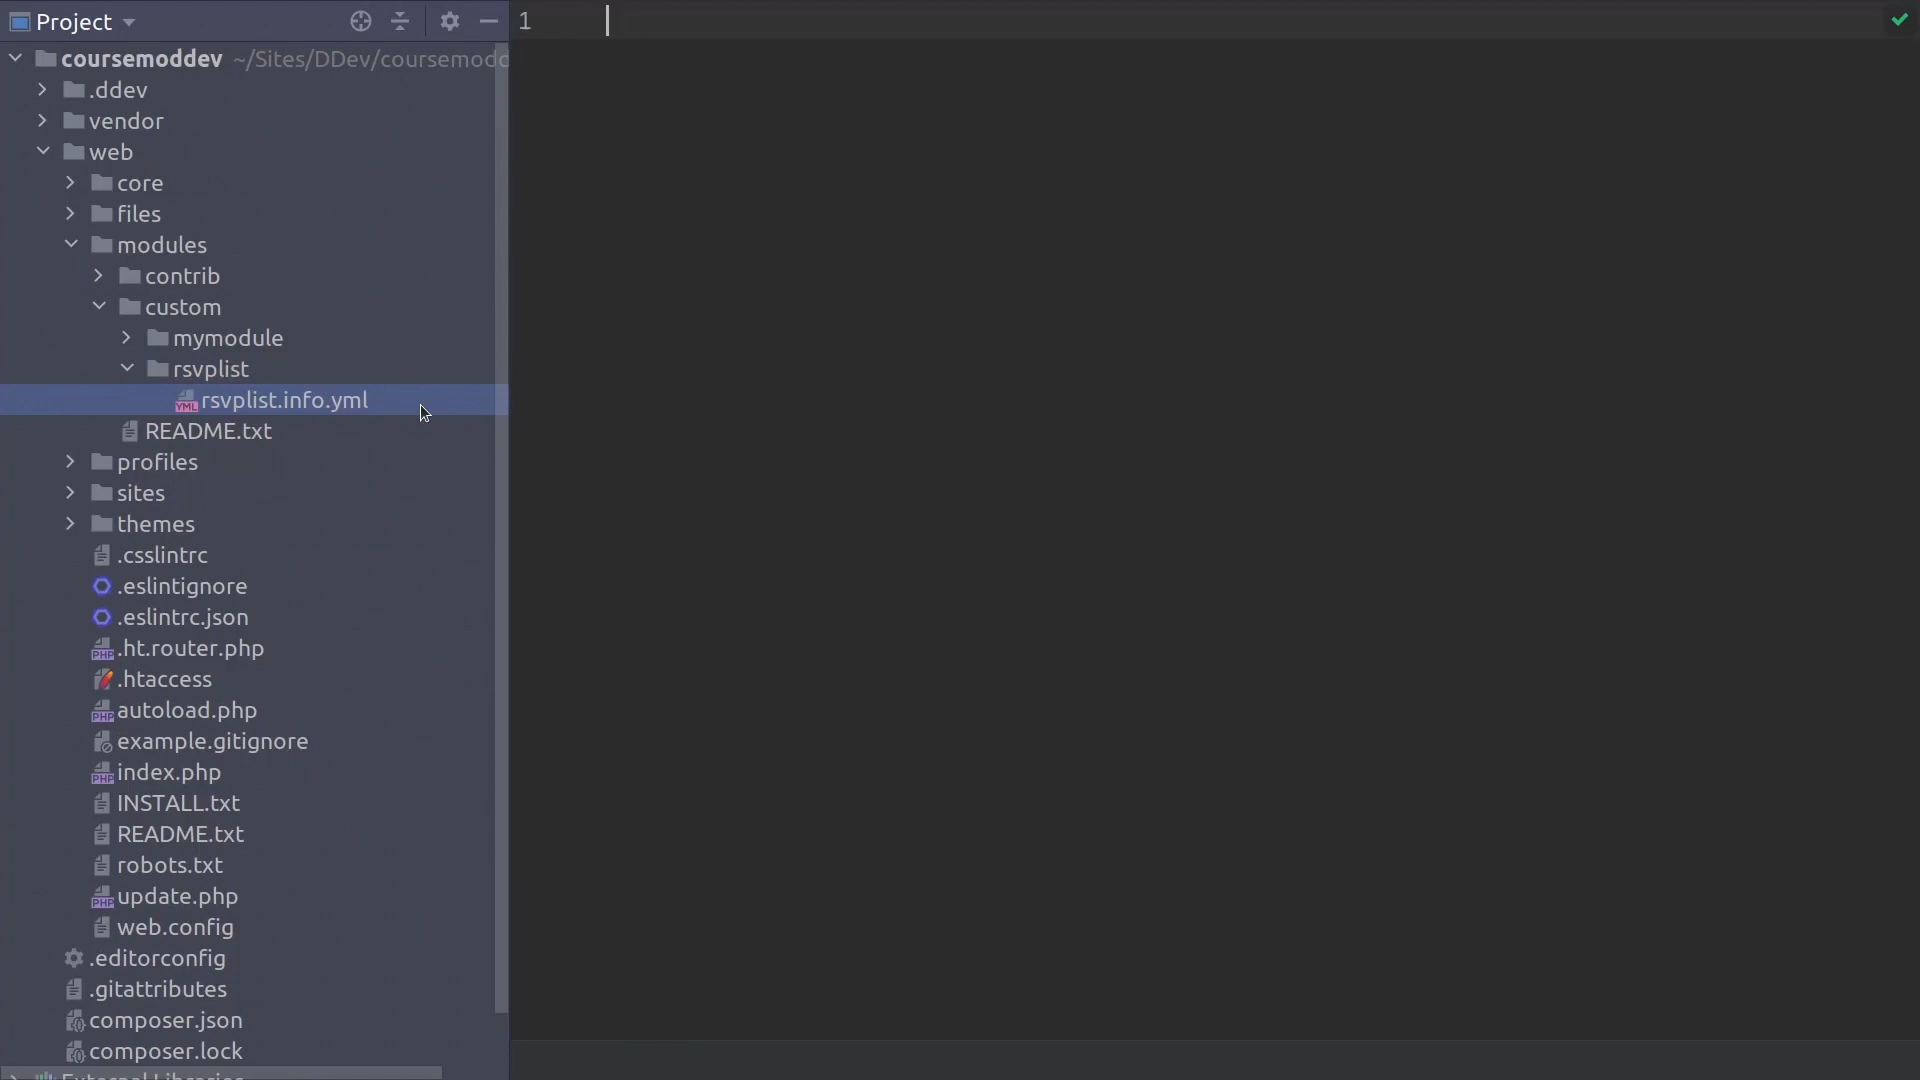 Project
1
coursemoddev ~/Sites/DDev/coursemodd
.ddev
vendor
web
core
files
modules
contrib
custom
mymodule
rsvplist
rsvplist.info.yml
README.txt
profiles
sites
themes
.csslintrc
.eslintignore
.eslintrc.json
.ht.router.php
.htaccess
autoload.php
example.gitignore
index.php
INSTALL.txt
README.txt
robots.txt
update.php
web.config
.editorconfig
.gitattributes
composer.json
composer.lock
External Libraries